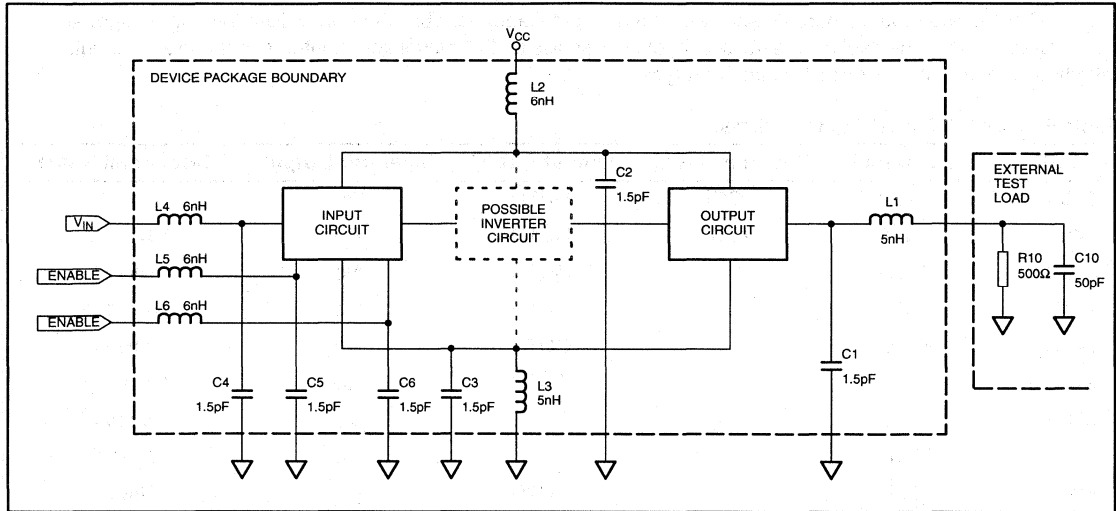 VCC
DEVICE PACKAGE BOUNDARY
L2
6nH
C2
1.5pF
EXTERNAL
TEST
LOAD
L4 6nH
VIN
INPUT
CIRCUIT
POSSIBLE
INVERTER
CIRCUIT
OUTPUT
CIRCUIT
L1
5nH
R10
500Ω
C10
50pF
L5 6nH
ENABLE
L6 6nH
ENABLE
C4
1.5pF
C5
1.5pF
C6
1.5pF
C3
1.5pF
L3
5nH
C1
1.5pF